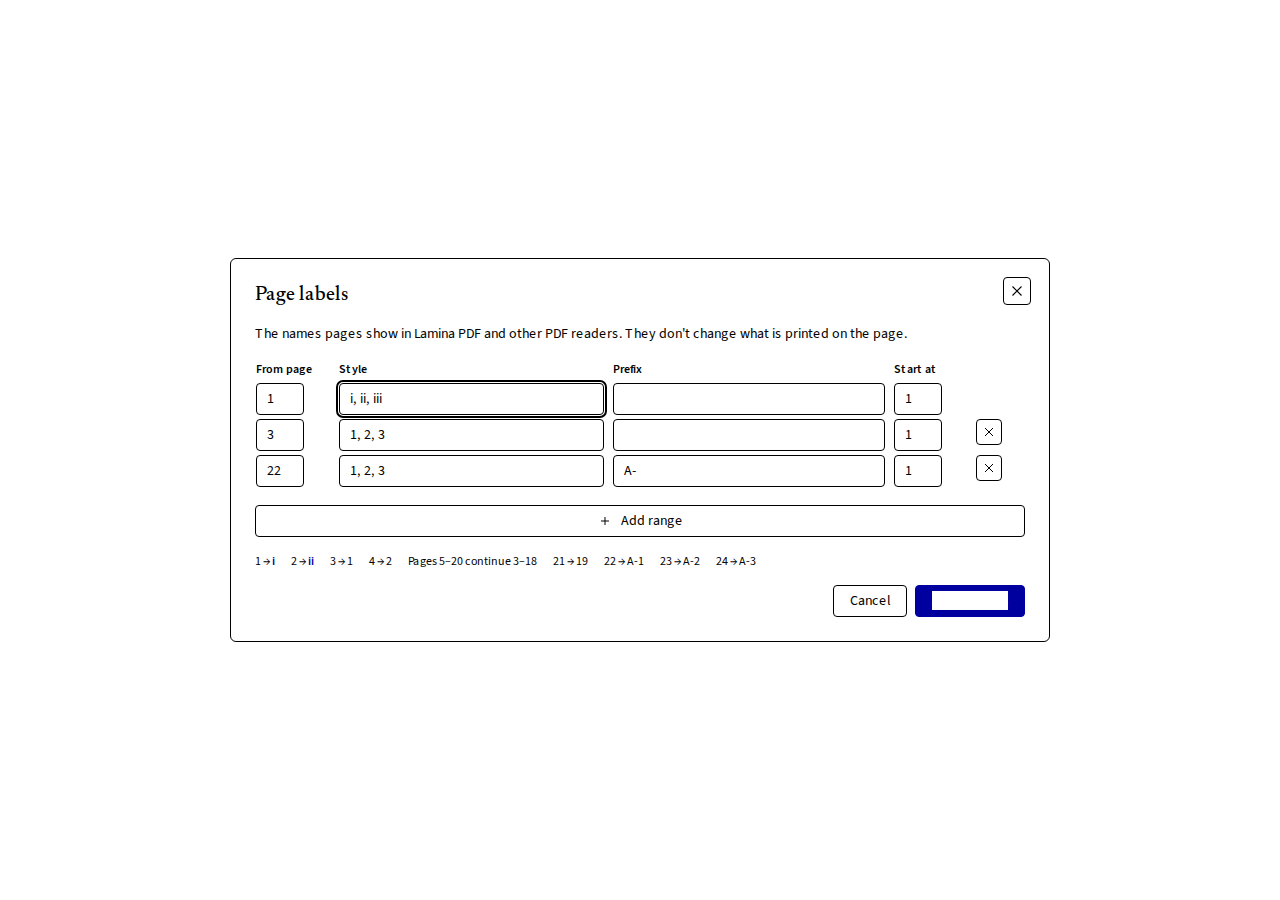 Page labels
The names pages show in Lamina PDF and other PDF readers. They don't change what is printed on the page.
From page Style Prefix Start at
1 i, ii, iii 1
3 1, 2, 3 1
22 1, 2, 3 A- 1
+ Add range
1→i 2→ii 3→1 4→2 Pages 5–20 continue 3–18 21→19 22→A-1 23→A-2 24→A-3
Cancel